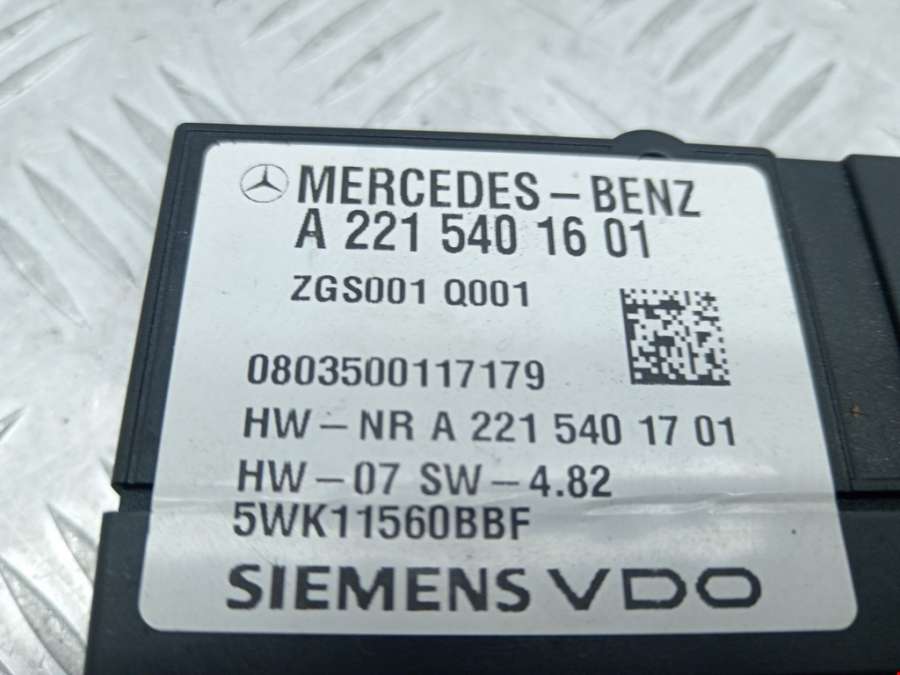 MERCEDES-BENZ
A 221 540 16 01
ZGS001 Q001
0803500117179
HW-NR A 221 540 17 01
HW-07 SW-4.82
5WK11560BBF
SIEMENS VDO